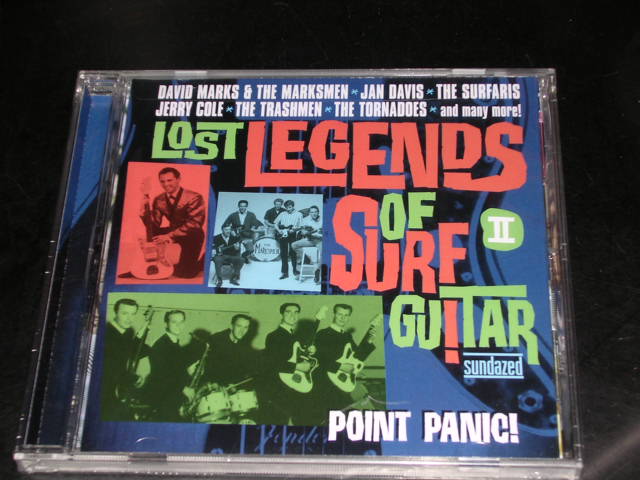 DAVID MARKS & THE MARKSMEN * JAN DAVIS * THE SURFARIS
JERRY COLE * THE TRASHMEN * THE TORNADOES * and many more!
LOST LEGENDS
OF
SURF
II
GUITAR
sundazed
POINT PANIC!